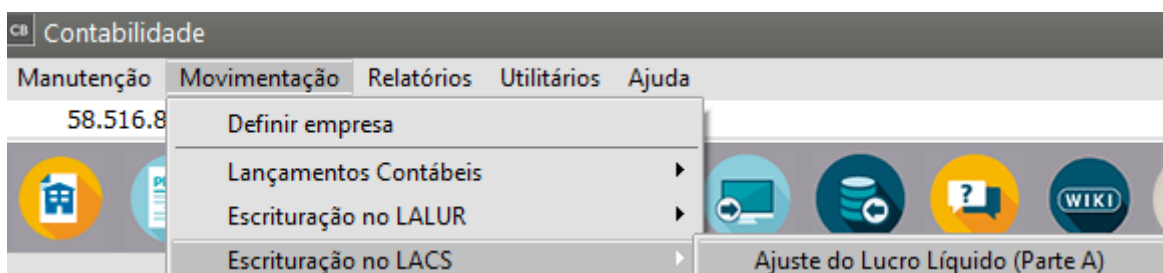 CB Contabilidade
Manutenção Movimentação Relatórios Utilitários Ajuda
58.516.8
Definir empresa
Lançamentos Contábeis
Escrituração no LALUR
WIKI
Escrituração no LACS
Ajuste do Lucro Líquido (Parte A)